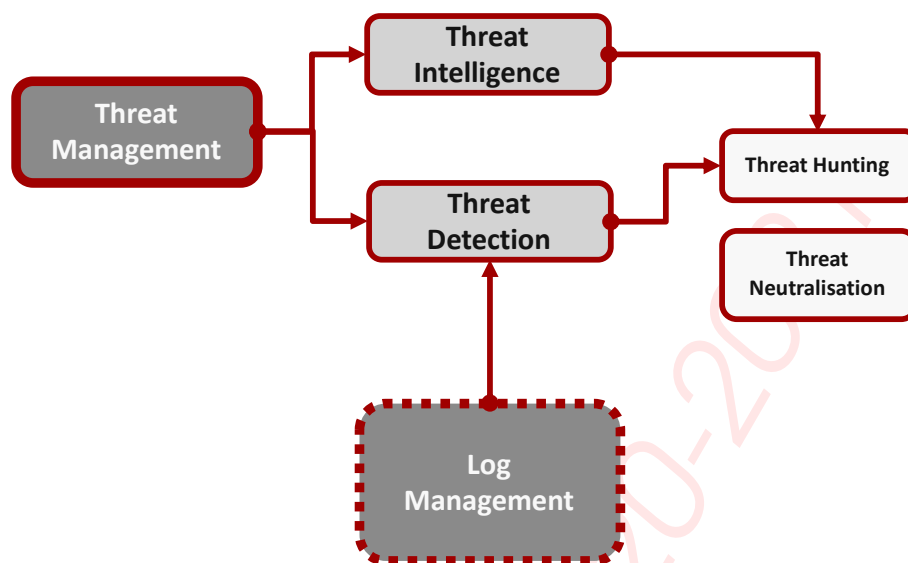 Threat
Intelligence
Threat
Management
Threat Hunting
Threat
Detection
Threat
Neutralisation
Log
Management